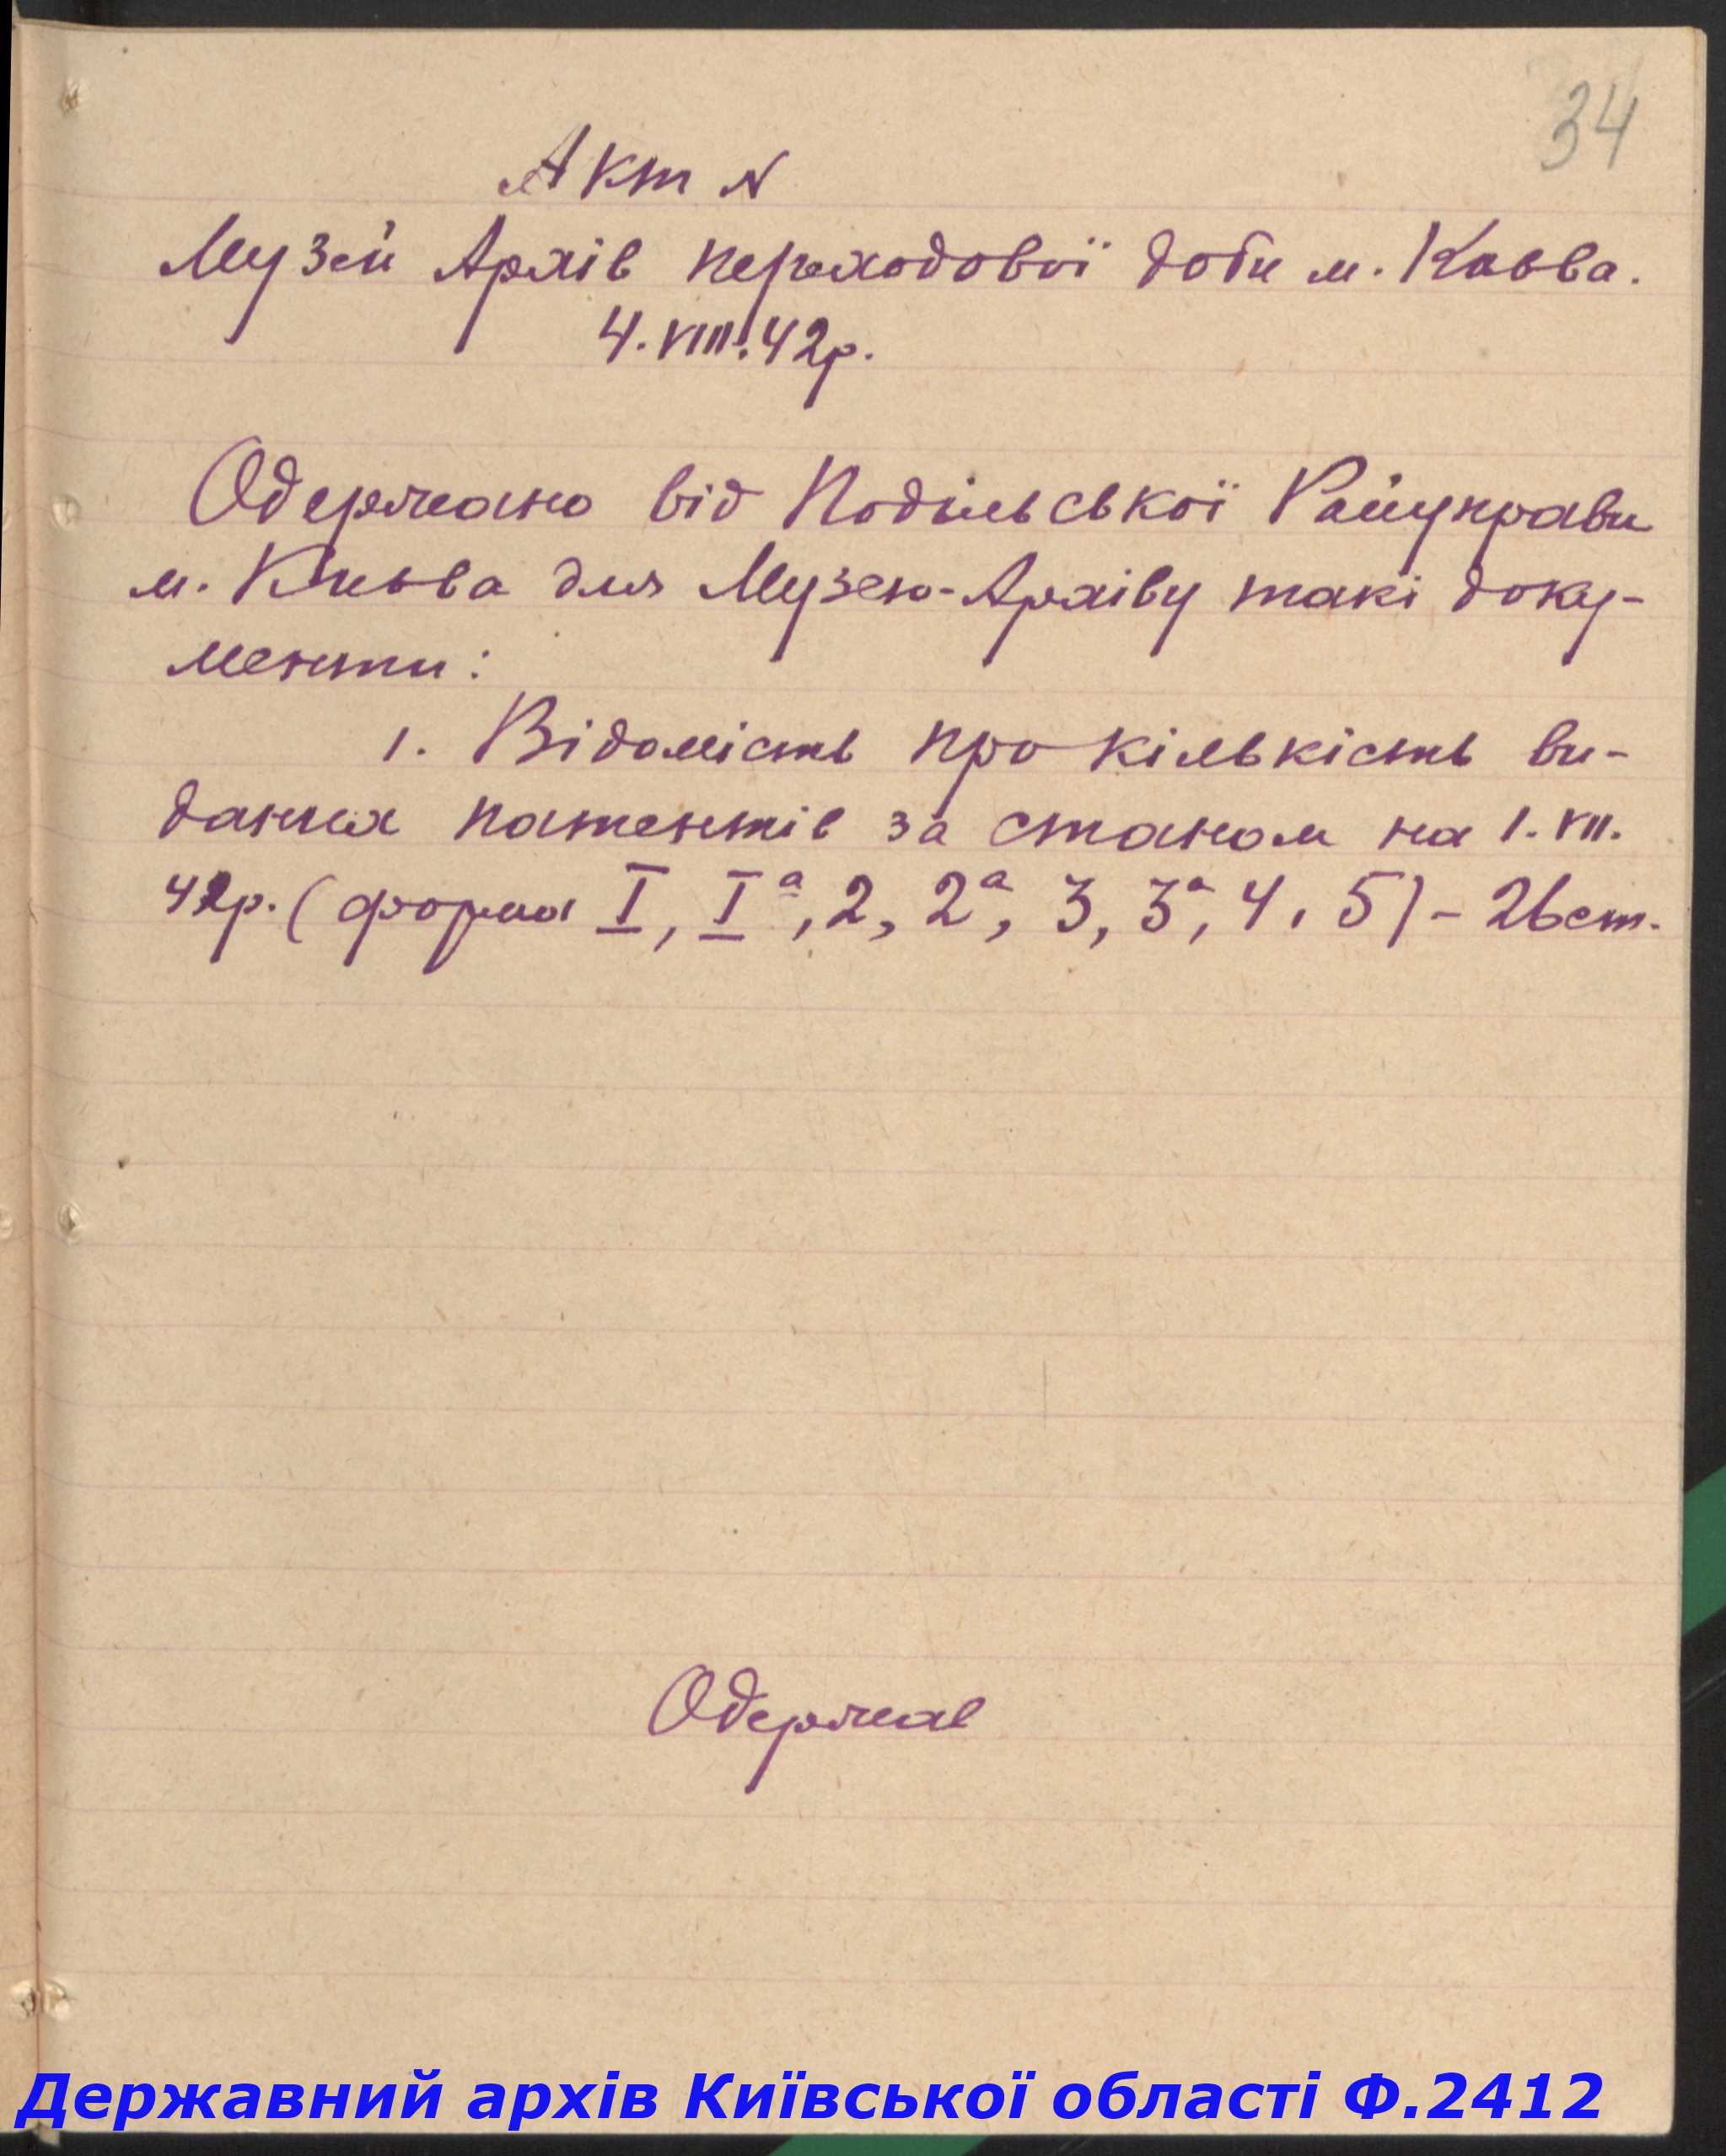 34
Акт №
Музей Архів переходової доби м. Києва.
4.VIII.42р.
Одержано від Подільської Райуправи
м. Києва для Музею-Архіву такі доку-
менти:
1. Відомість про кількість ви-
даних патентів за станом на 1.VII.
42р. (форма I, Iа, 2, 2а, 3, 3а, 4, 5) - 26ст.
Одержав
Державний архів Київської області Ф.2412